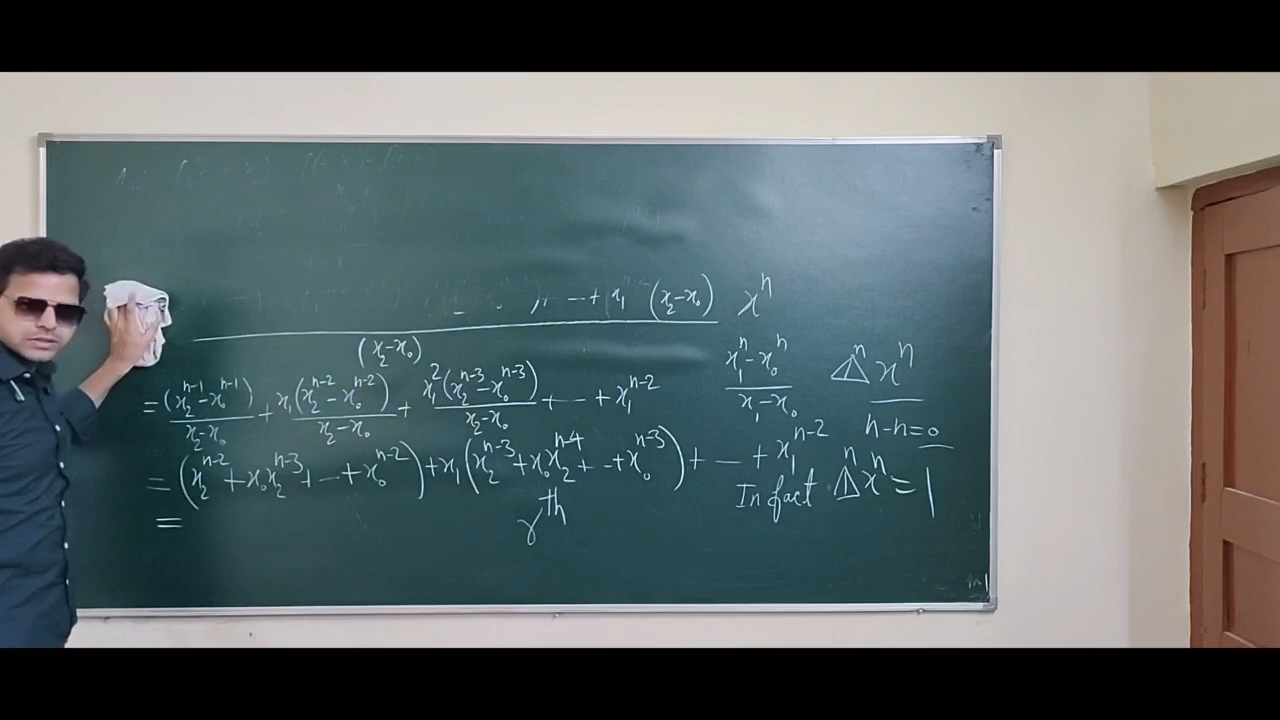 --- + x₁ (x₂-x₀) xⁿ
(x₂-x₀)
= (x₂ⁿ⁻¹-x₀ⁿ⁻¹)/(x₂-x₀) + x₁(x₂ⁿ⁻²-x₀ⁿ⁻²)/(x₂-x₀) + x₁²(x₂ⁿ⁻³-x₀ⁿ⁻³)/(x₂-x₀) + -- + x₁ⁿ⁻²
(x₁ⁿ-x₀ⁿ)/(x₁-x₀)
𝚫ⁿ xⁿ
n-n=0
= (x₂ⁿ⁻² + x₀x₂ⁿ⁻³ + -- + x₀ⁿ⁻²) + x₁(x₂ⁿ⁻³ + x₀x₂ⁿ⁻⁴ + -- + x₀ⁿ⁻³) + -- + x₁ⁿ⁻²
In fact 𝚫ⁿ xⁿ = 1
=
rᵗʰ